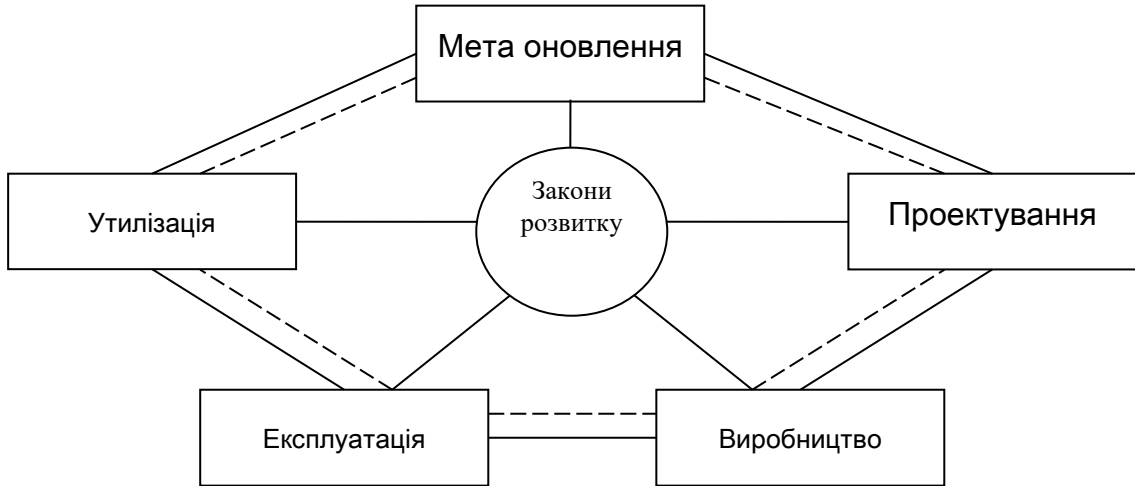 Мета оновлення
Закони
розвитку
Утилізація
Проектування
Експлуатація
Виробництво